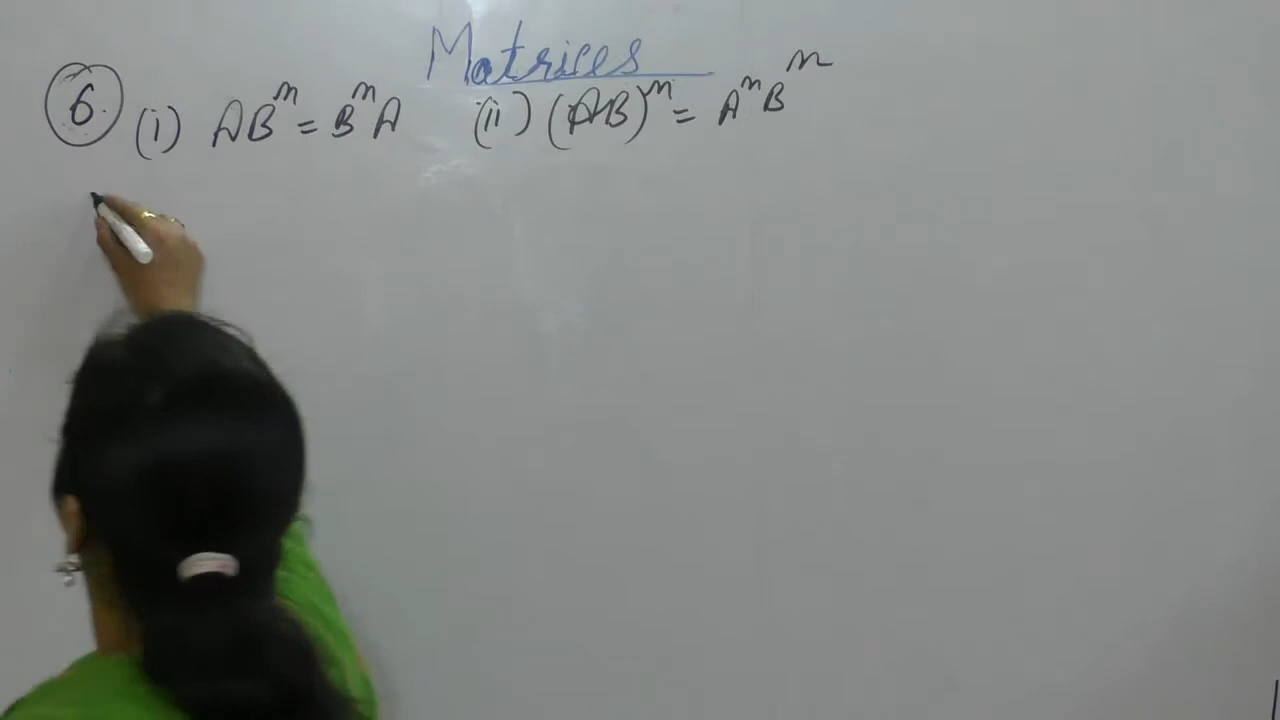 Matrices
6. (i) ABⁿ = BⁿA (ii) (AB)ⁿ = AⁿBⁿ